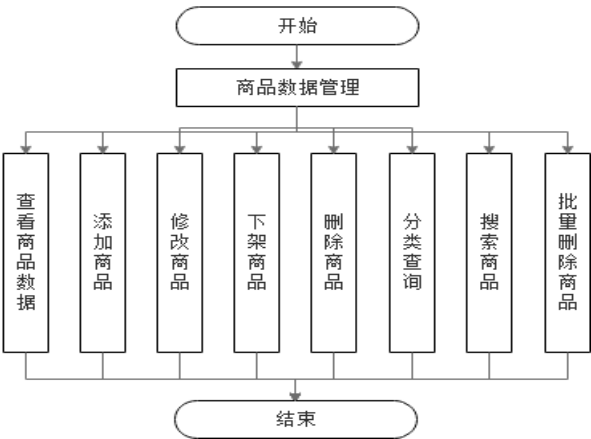 开始
商品数据管理
查看商品数据
添加商品
修改商品
下架商品
删除商品
分类查询
搜索商品
批量删除商品
结束